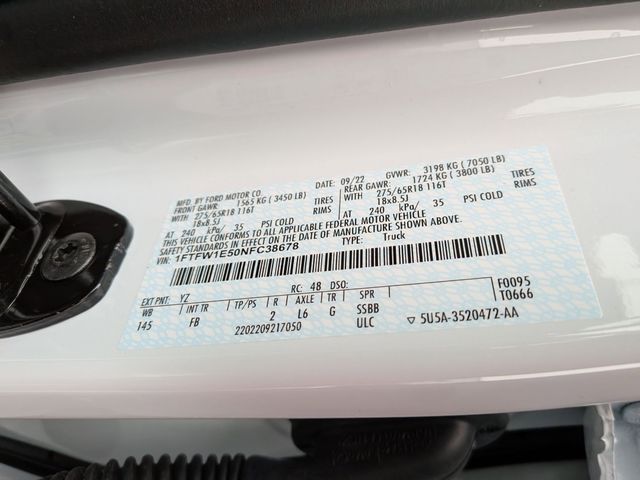 MFD. BY FORD MOTOR CO. DATE: 09/22 GVWR: 3198 KG (7050 LB)
FRONT GAWR: 1565 KG (3450 LB) REAR GAWR: 1724 KG (3800 LB)
WITH 275/65R18 116T TIRES WITH 275/65R18 116T TIRES
18x8.5J RIMS 18x8.5J RIMS
AT 240 kPa/ 35 PSI COLD AT 240 kPa/ 35 PSI COLD
THIS VEHICLE CONFORMS TO ALL APPLICABLE FEDERAL MOTOR VEHICLE
SAFETY STANDARDS IN EFFECT ON THE DATE OF MANUFACTURE SHOWN ABOVE.
VIN: 1FTFW1E50NFC38678 TYPE: Truck
EXT PNT: YZ RC: 48 DSO: F0095
WB INT TR TP/PS R AXLE TR SPR T0666
145 FB 2 L6 G SSBB
2202209217050 ULC ▽ 5U5A-3520472-AA